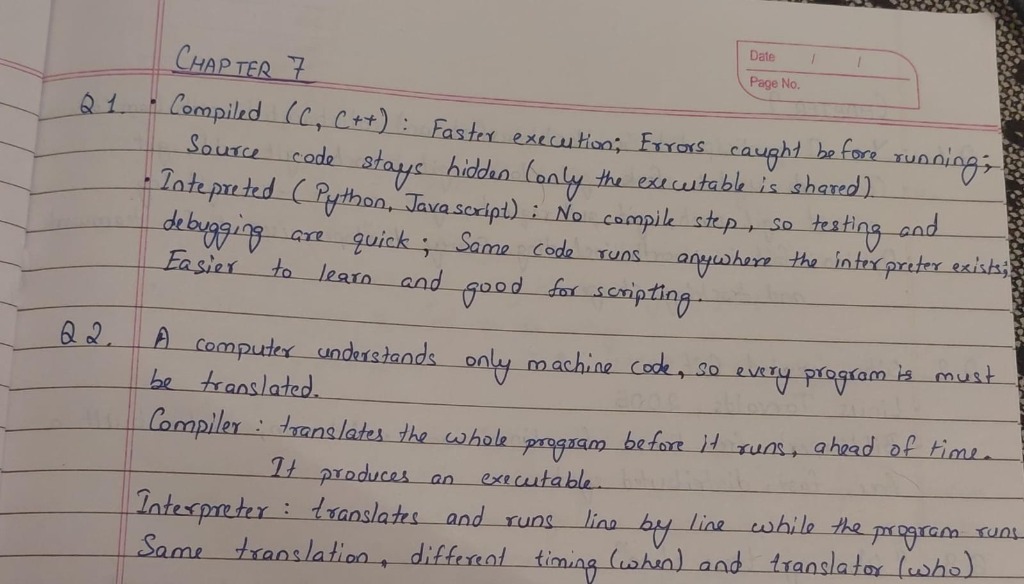 CHAPTER 7
Date / /
Page No.
Q 1. • Compiled (C, C++) : Faster execution; Errors caught before running;
Source code stays hidden (only the executable is shared)
• Intepreted ( Python, Javascript) : No compile step, so testing and
debugging are quick ; Same code runs anywhere the interpreter exists;
Easier to learn and good for scripting.
Q 2. A computer understands only machine code, so every program is must
be translated.
Compiler : translates the whole program before it runs, ahead of time.
It produces an executable.
Interpreter : translates and runs line by line while the program runs
Same translation, different timing (when) and translator (who)